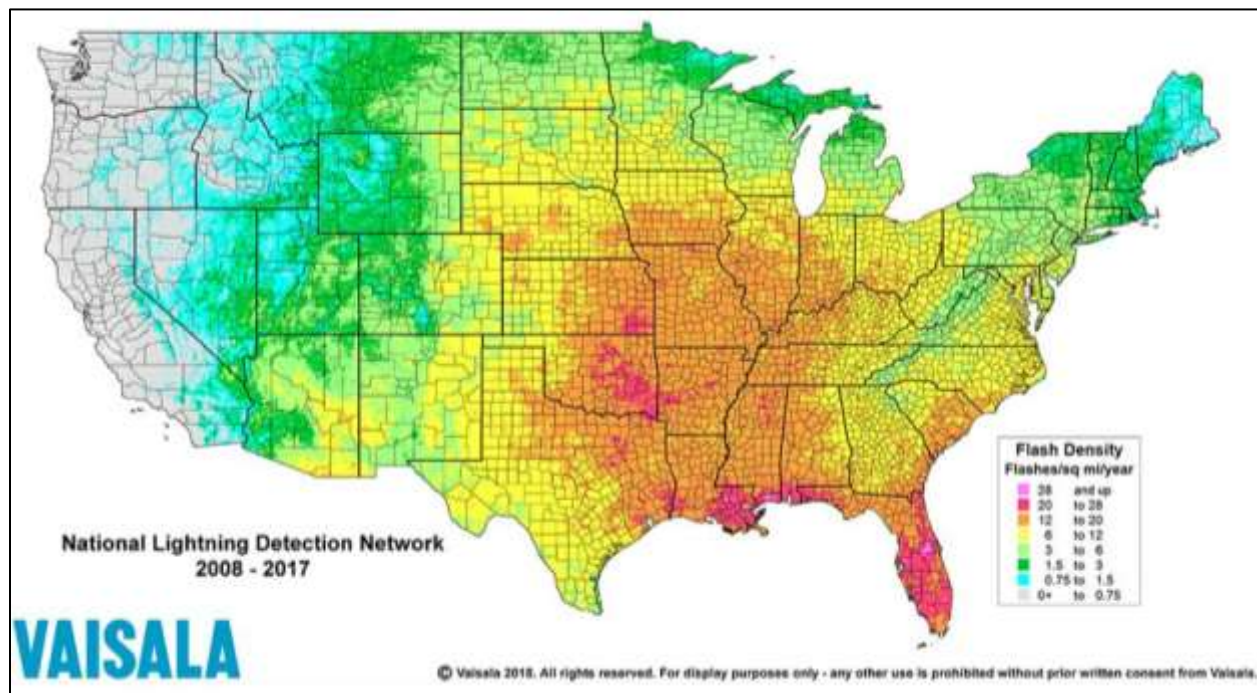 National Lightning Detection Network
2008 - 2017
Flash Density
Flashes/sq mi/year
28 and up
20 to 28
12 to 20
6 to 12
3 to 6
1.5 to 3
0.75 to 1.5
0+ to 0.75
VAISALA
© Vaisala 2018. All rights reserved. For display purposes only - any other use is prohibited without prior written consent from Vaisala